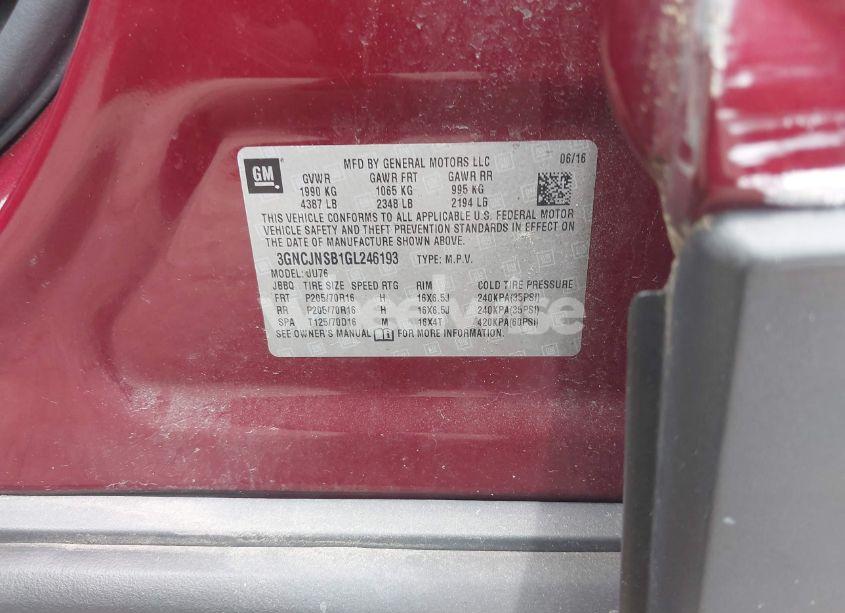 GM
MFD BY GENERAL MOTORS LLC 06/16
GVWR GAWR FRT GAWR RR
1990 KG 1065 KG 995 KG
4387 LB 2348 LB 2194 LB
THIS VEHICLE CONFORMS TO ALL APPLICABLE U.S. FEDERAL MOTOR
VEHICLE SAFETY AND THEFT PREVENTION STANDARDS IN EFFECT ON
THE DATE OF MANUFACTURE SHOWN ABOVE.
3GNCJNSB1GL246193 TYPE: M.P.V.
MODEL: dU76
JBBQ TIRE SIZE SPEED RTG RIM COLD TIRE PRESSURE
FRT P205/70R16 H 16X6.5J 240KPA(35PSI)
RR P205/70R16 H 16X6.5J 240KPA(35PSI)
SPA T125/70D16 M 16X4T 420KPA(60PSI)
SEE OWNER'S MANUAL FOR MORE INFORMATION.